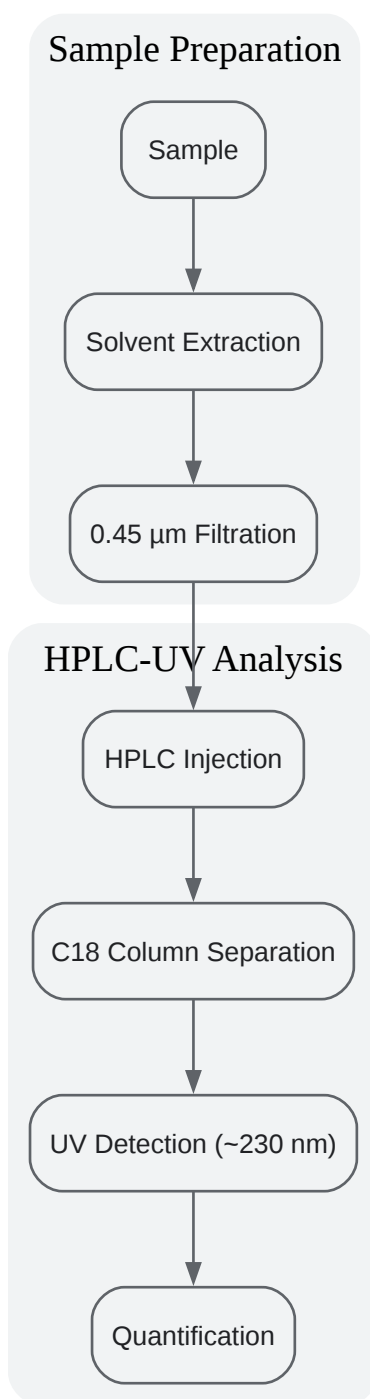 Sample Preparation
Sample
Solvent Extraction
0.45 µm Filtration
HPLC-UV Analysis
HPLC Injection
C18 Column Separation
UV Detection (~230 nm)
Quantification